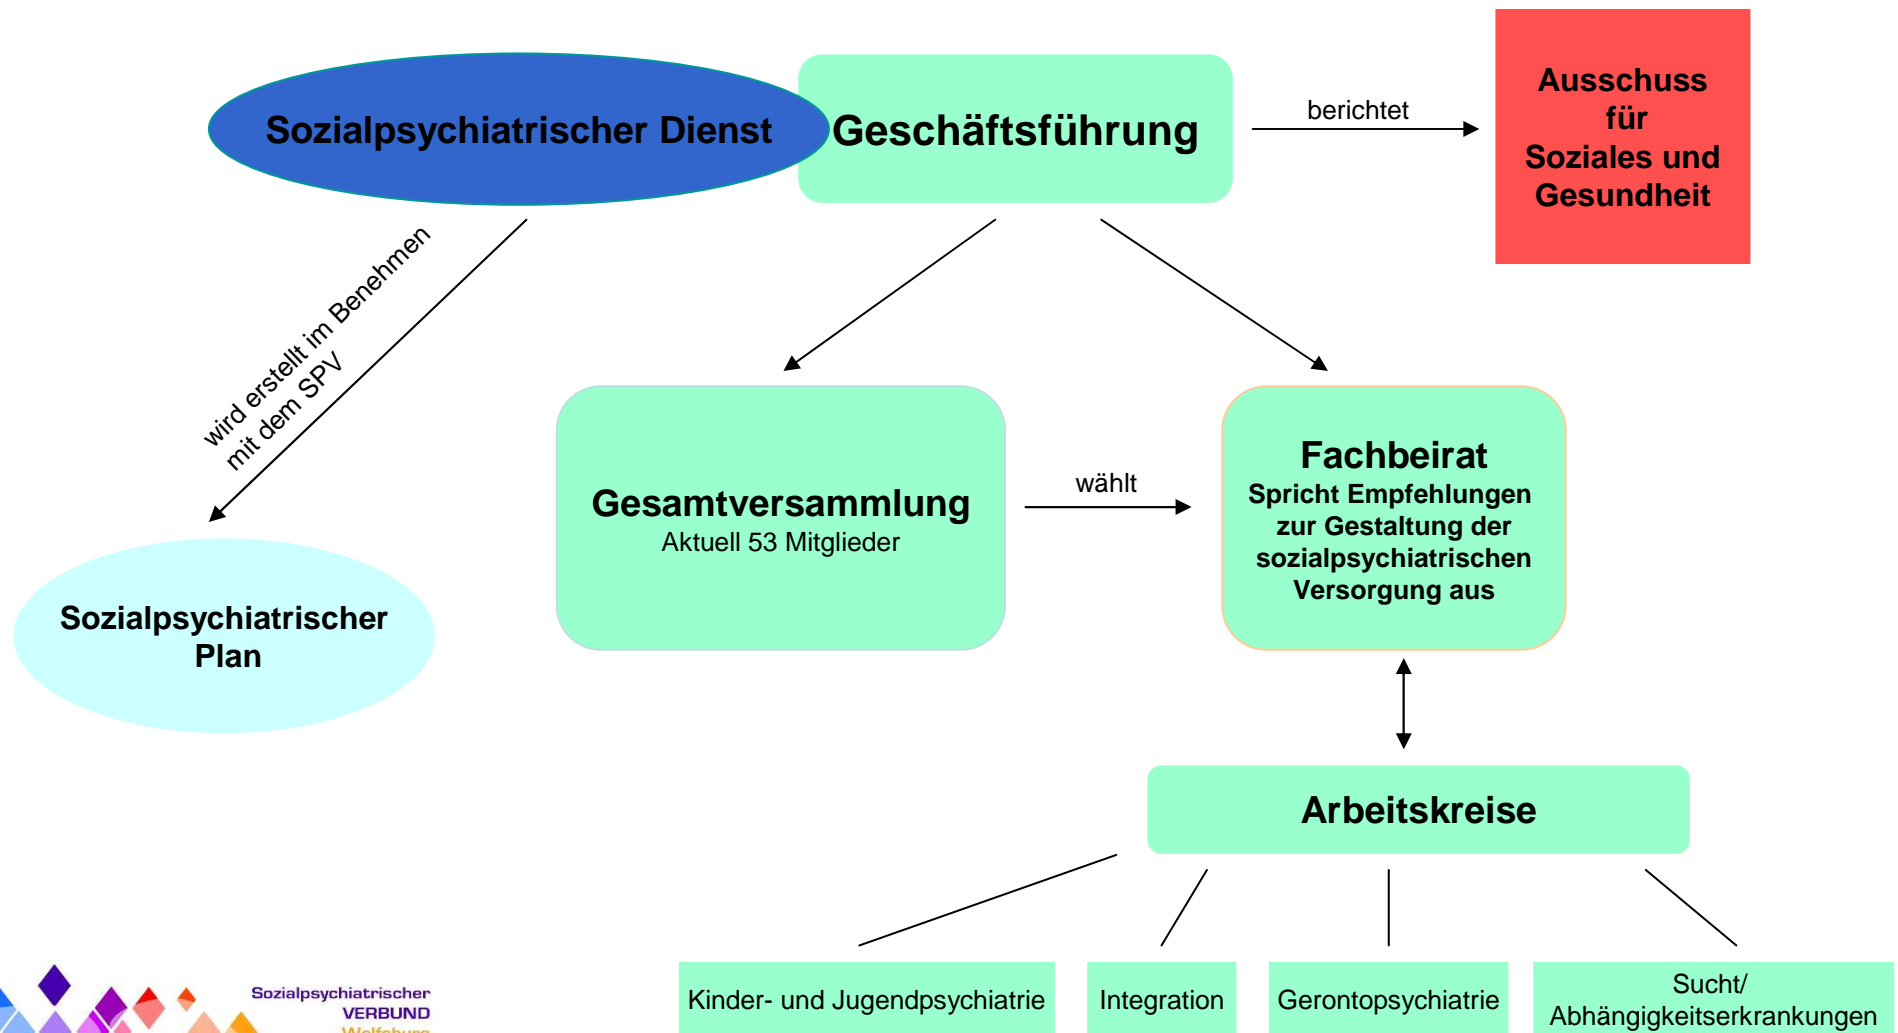 Sozialpsychiatrischer Dienst
Geschäftsführung
berichtet
Ausschuss
für
Soziales und
Gesundheit
wird erstellt im Benehmen
mit dem SPV
Gesamtversammlung
Aktuell 53 Mitglieder
wählt
Fachbeirat
Spricht Empfehlungen
zur Gestaltung der
sozialpsychiatrischen
Versorgung aus
Sozialpsychiatrischer
Plan
Arbeitskreise
Kinder- und Jugendpsychiatrie
Integration
Gerontopsychiatrie
Sucht/
Abhängigkeitserkrankungen
Sozialpsychiatrischer
VERBUND
Wolfsburg